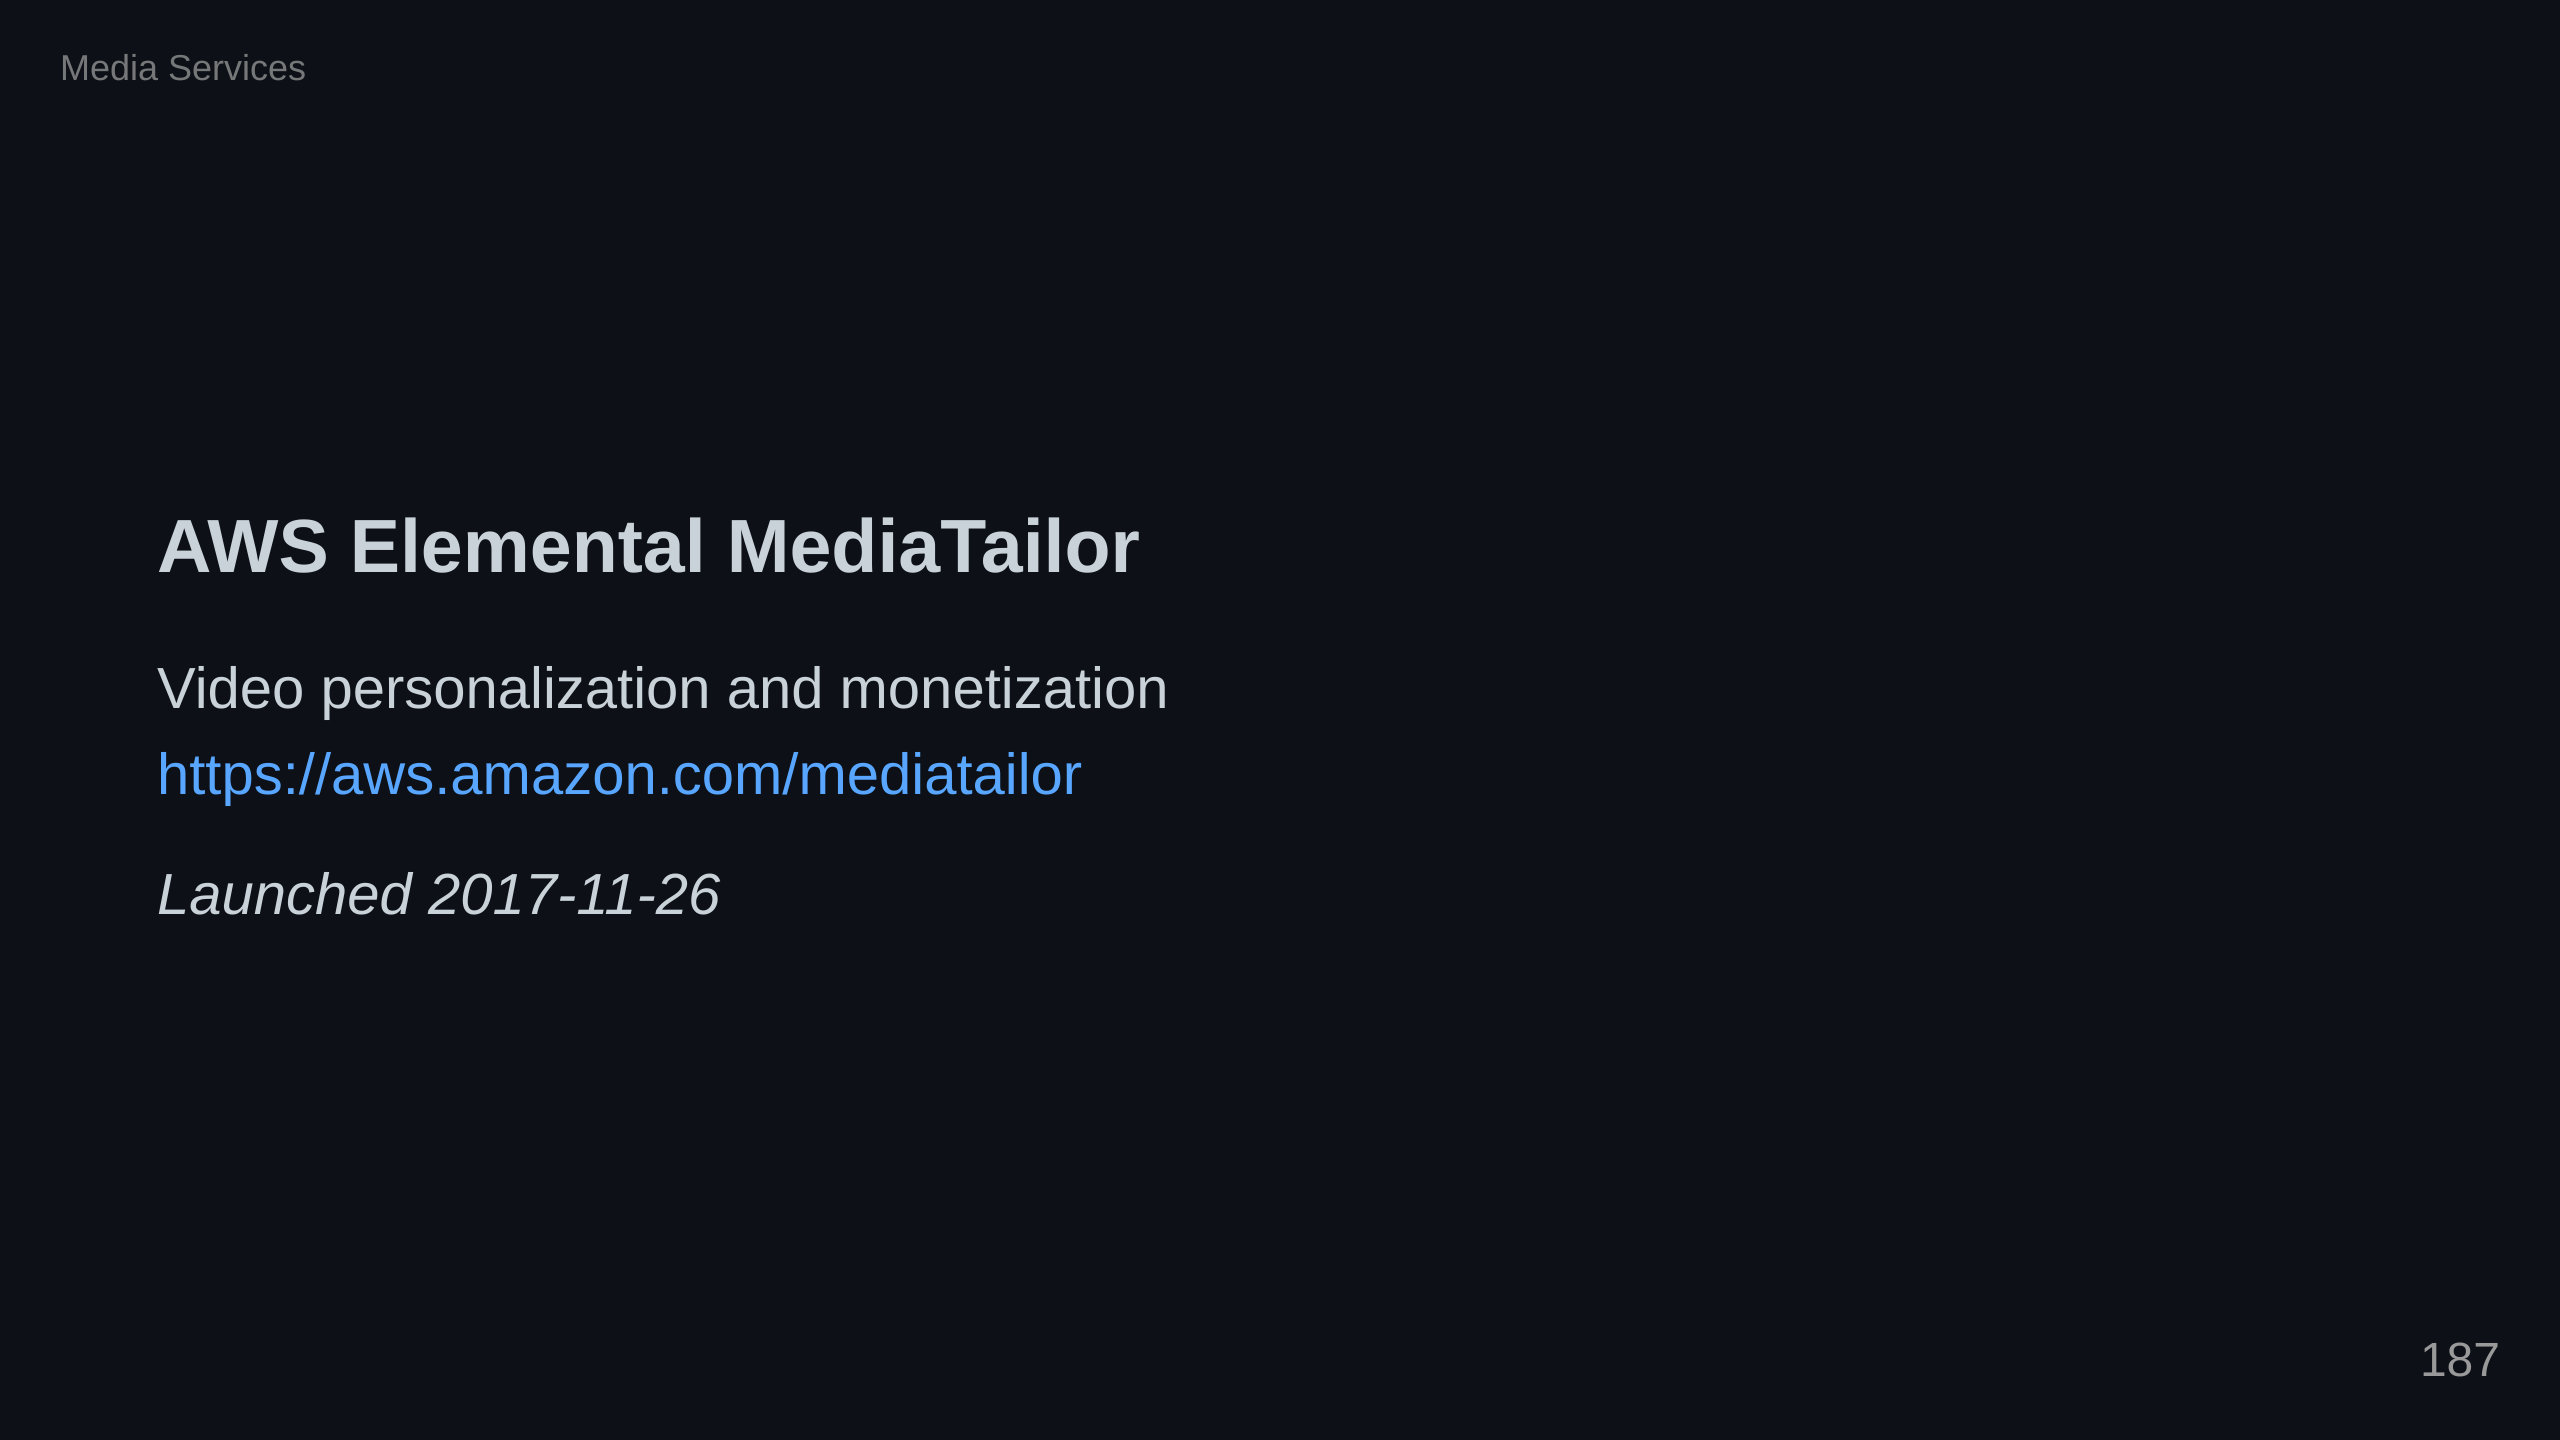 Media Services
AWS Elemental MediaTailor
Video personalization and monetization
https://aws.amazon.com/mediatailor
Launched 2017-11-26
187